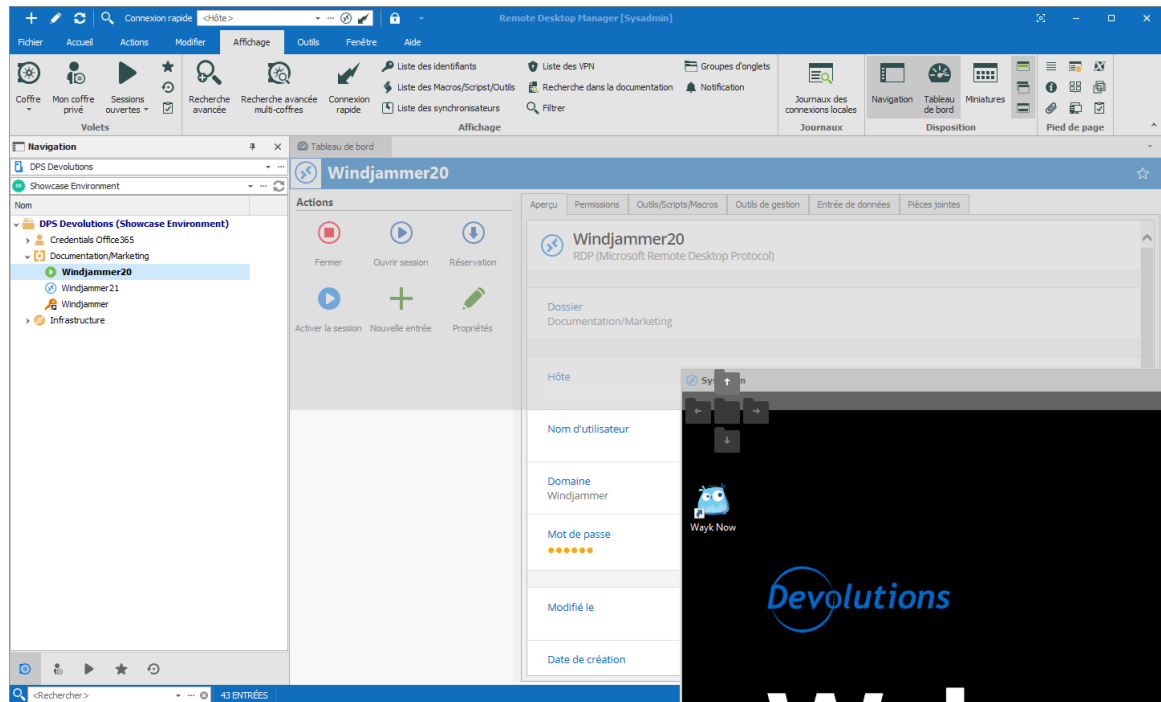 Connexion rapide <Hôte> Remote Desktop Manager [Sysadmin]
Fichier Accueil Actions Modifier Affichage Outils Fenêtre Aide
Coffre
Mon coffre privé
Sessions ouvertes
Recherche avancée
Recherche avancée multi-coffres
Connexion rapide
Liste des identifiants
Liste des Macros/Scripst/Outils
Liste des synchronisateurs
Liste des VPN
Recherche dans la documentation
Filtrer
Groupes d'onglets
Notification
Journaux des connexions locales
Navigation
Tableau de bord
Miniatures
Volets Affichage Journaux Disposition Pied de page
Navigation
DPS Devolutions
Showcase Environment
Nom
DPS Devolutions (Showcase Environment)
Credentials Office365
Documentation/Marketing
Windjammer20
Windjammer21
Windjammer
Infrastructure
Tableau de bord
Windjammer20
Actions
Fermer Ouvrir session Réservation
Activer la session Nouvelle entrée Propriétés
Aperçu Permissions Outils/Scripts/Macros Outils de gestion Entrée de données Pièces jointes
Windjammer20
RDP (Microsoft Remote Desktop Protocol)
Dossier
Documentation/Marketing
Hôte
Nom d'utilisateur
Domaine
Windjammer
Mot de passe
●●●●●●
Modifié le
Date de création
Wayk Now
Devolutions
<Rechercher> 43 ENTRÉES